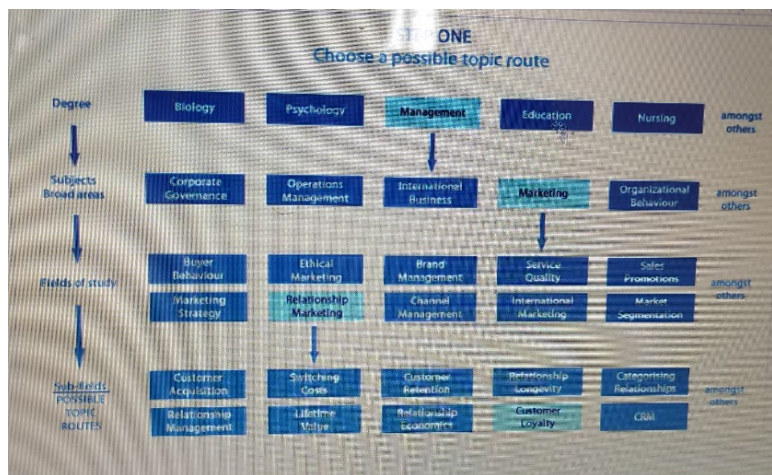 STEP ONE
Choose a possible topic route
Degree
Biology
Psychology
Management
Education
Nursing
amongst
others
Subjects
Broad areas
Corporate
Governance
Operations
Management
International
Business
Marketing
Organizational
Behaviour
amongst
others
Fields of study
Buyer
Behaviour
Ethical
Marketing
Brand
Management
Service
Quality
Sales
Promotions
Marketing
Strategy
Relationship
Marketing
Channel
Management
International
Marketing
Market
Segmentation
amongst
others
Sub-fields
POSSIBLE
TOPIC
ROUTES
Customer
Acquisition
Switching
Costs
Customer
Retention
Relationship
Longevity
Categorising
Relationships
Relationship
Management
Lifetime
Value
Relationship
Economics
Customer
Loyalty
CRM
amongst
others